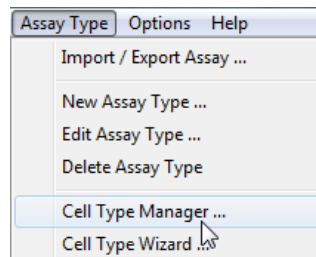 Assay Type Options Help
Import / Export Assay ...
New Assay Type ...
Edit Assay Type ...
Delete Assay Type
Cell Type Manager ...
Cell Type Wizard ...